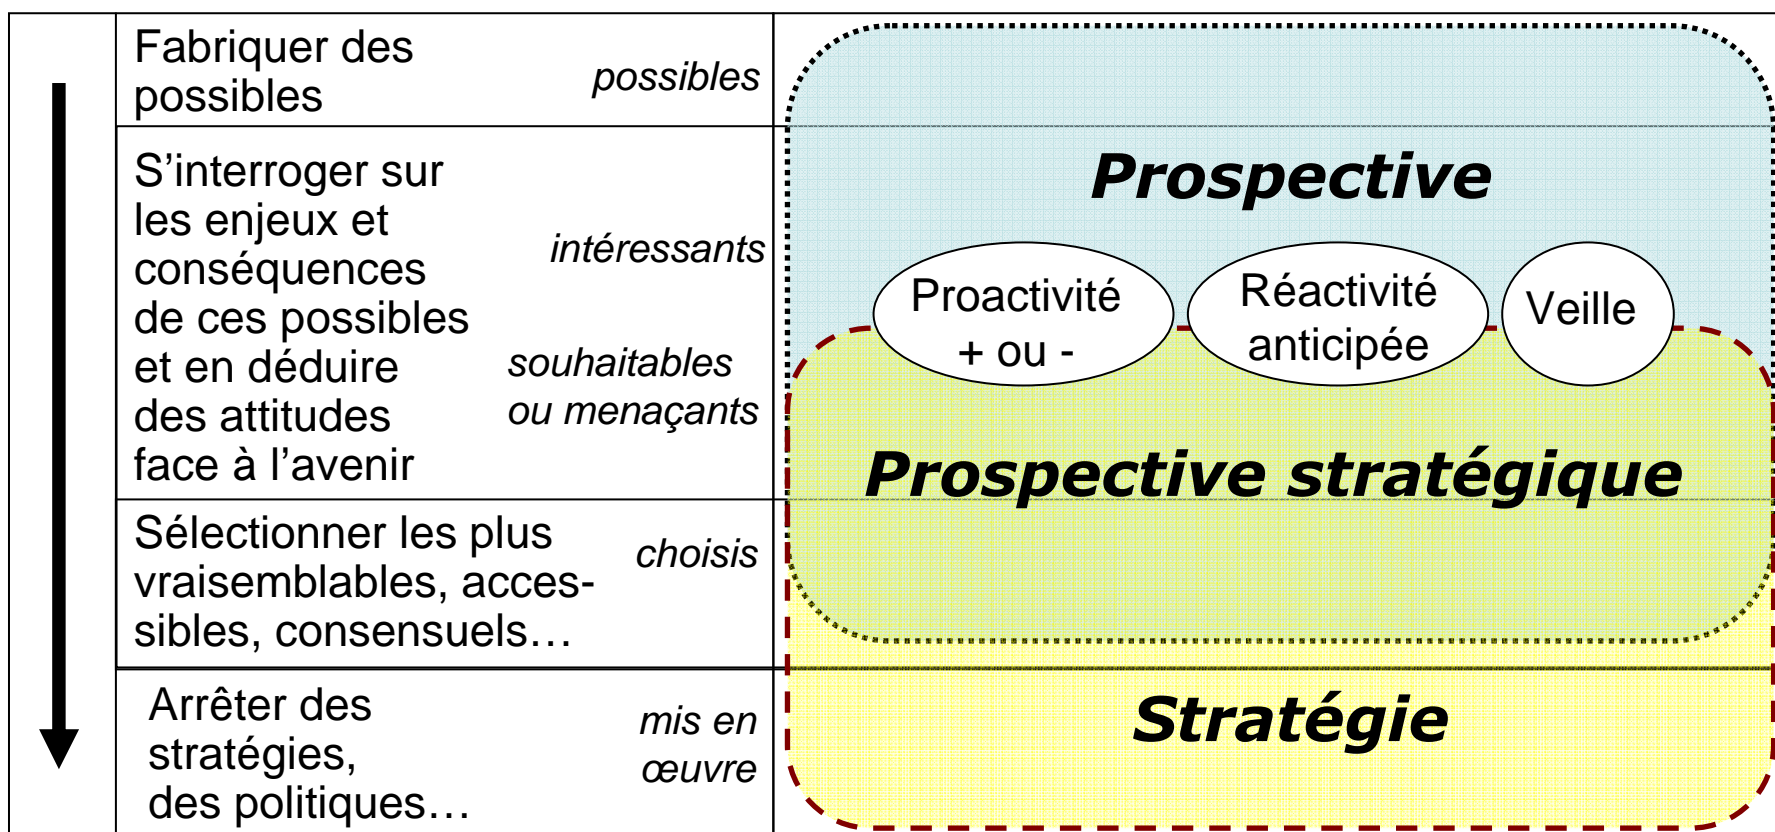 Fabriquer des
possibles
possibles
S’interroger sur
les enjeux et
conséquences
de ces possibles
et en déduire
des attitudes
face à l’avenir
intéressants
souhaitables
ou menaçants
Sélectionner les plus
vraisemblables, acces-
sibles, consensuels…
choisis
Arrêter des
stratégies,
des politiques…
mis en
œuvre
Prospective
Proactivité
+ ou -
Réactivité
anticipée
Veille
Prospective stratégique
Stratégie